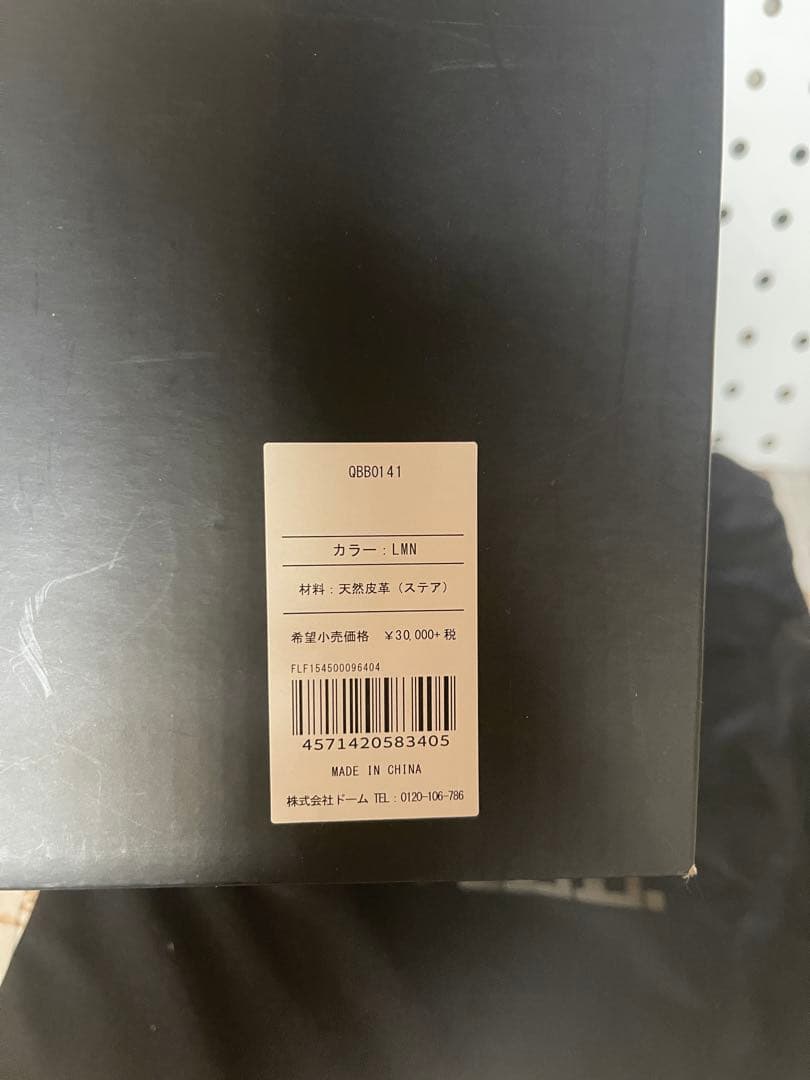 QBB0141
カラー：LMN
材料：天然皮革（ステア）
希望小売価格　￥30,000+税
FLF154500096404
4571420583405
MADE IN CHINA
株式会社ドーム TEL：0120-106-786